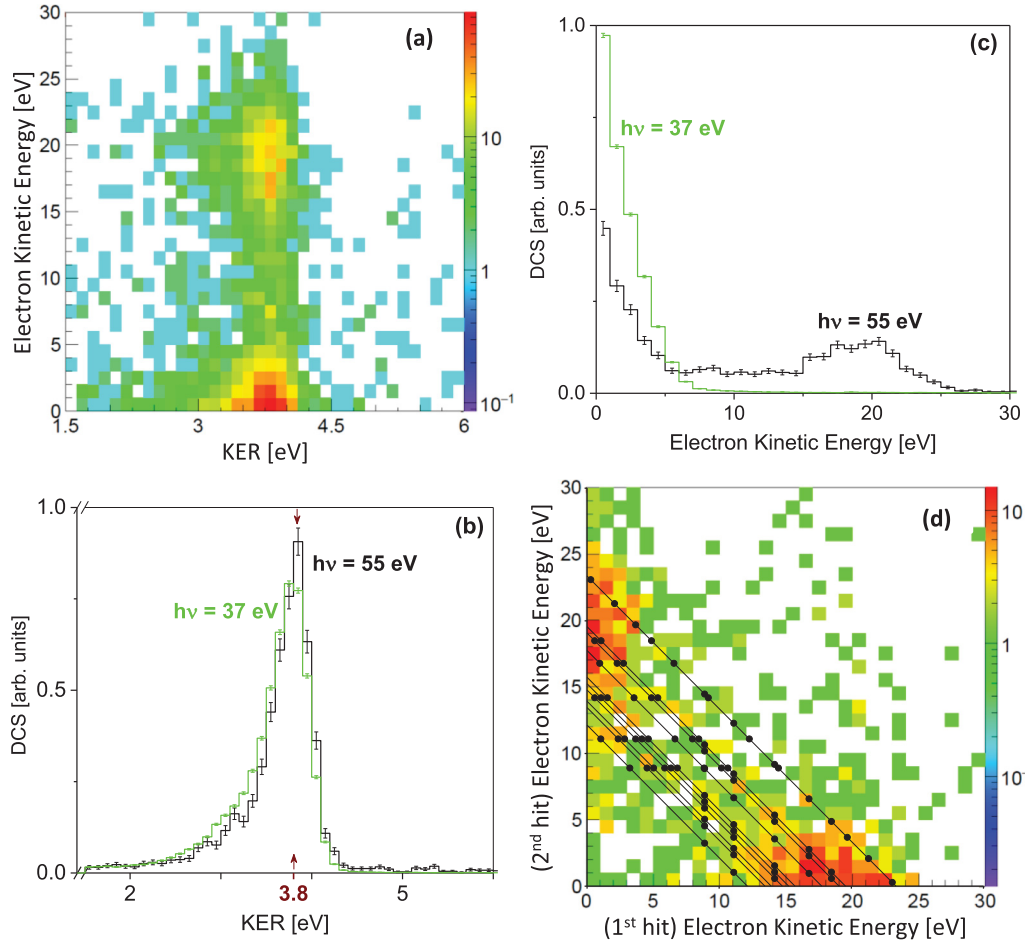 (a)
Electron Kinetic Energy [eV]
30
25
20
15
10
5
0
1.5
3
4.5
6
KER [eV]
10
1
10⁻¹
(c)
DCS [arb. units]
1.0
0.5
0.0
hν = 37 eV
hν = 55 eV
0
10
20
30
Electron Kinetic Energy [eV]
(b)
DCS [arb. units]
1.0
0.5
0.0
hν = 55 eV
hν = 37 eV
2
3.8
5
KER [eV]
(d)
(2nd hit) Electron Kinetic Energy [eV]
30
25
20
15
10
5
0
0
5
10
15
20
25
30
(1st hit) Electron Kinetic Energy [eV]
10
1